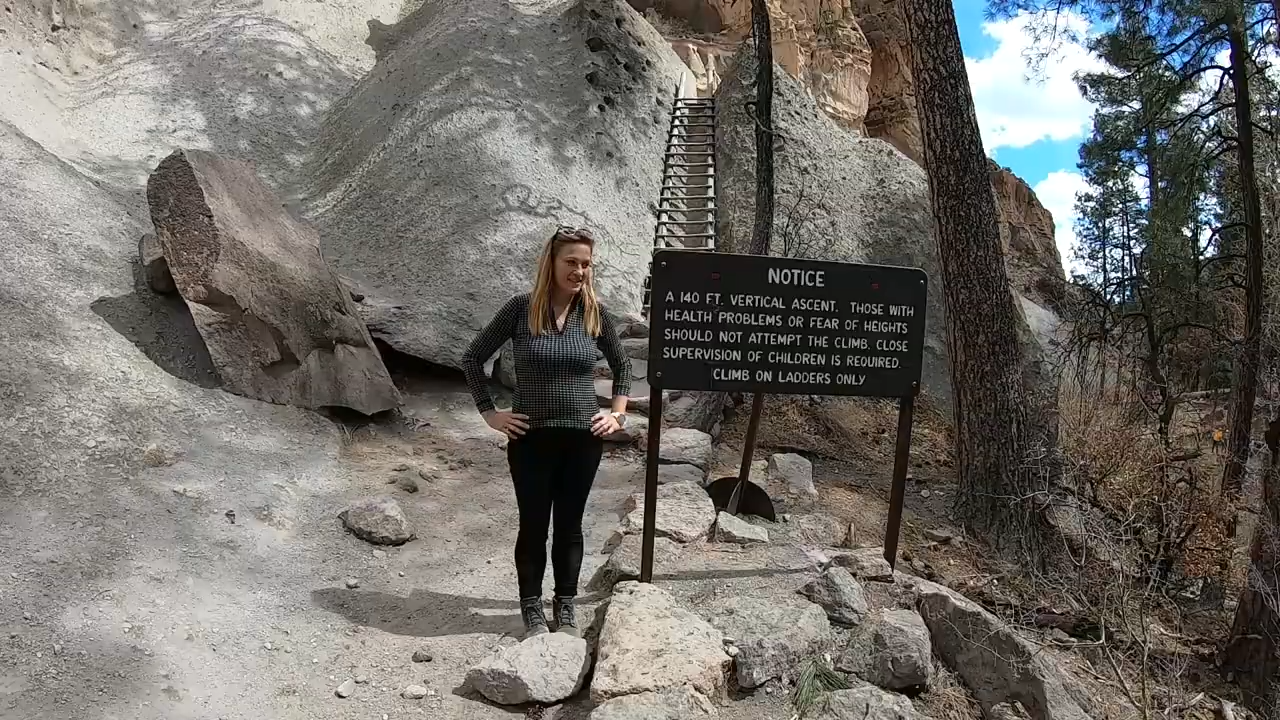 NOTICE
A 140 FT. VERTICAL ASCENT. THOSE WITH
HEALTH PROBLEMS OR FEAR OF HEIGHTS
SHOULD NOT ATTEMPT THE CLIMB. CLOSE
SUPERVISION OF CHILDREN IS REQUIRED.
CLIMB ON LADDERS ONLY